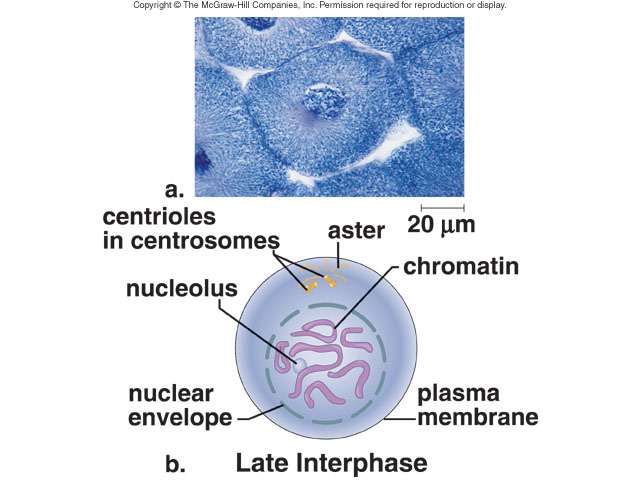 Copyright © The McGraw-Hill Companies, Inc. Permission required for reproduction or display.
a.
20 µm
centrioles
in centrosomes
aster
chromatin
nucleolus
nuclear
envelope
plasma
membrane
b. Late Interphase